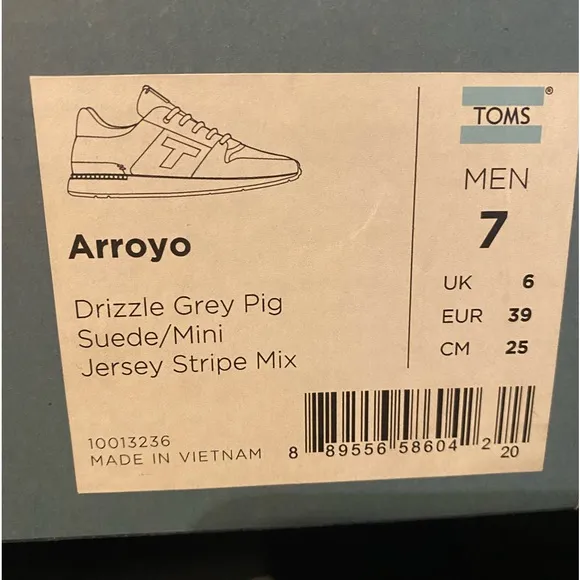 T
Arroyo
Drizzle Grey Pig
Suede/Mini
Jersey Stripe Mix
10013236
MADE IN VIETNAM
TOMS®
MEN
7
UK 6
EUR 39
CM 25
8 89556 58604 2 20